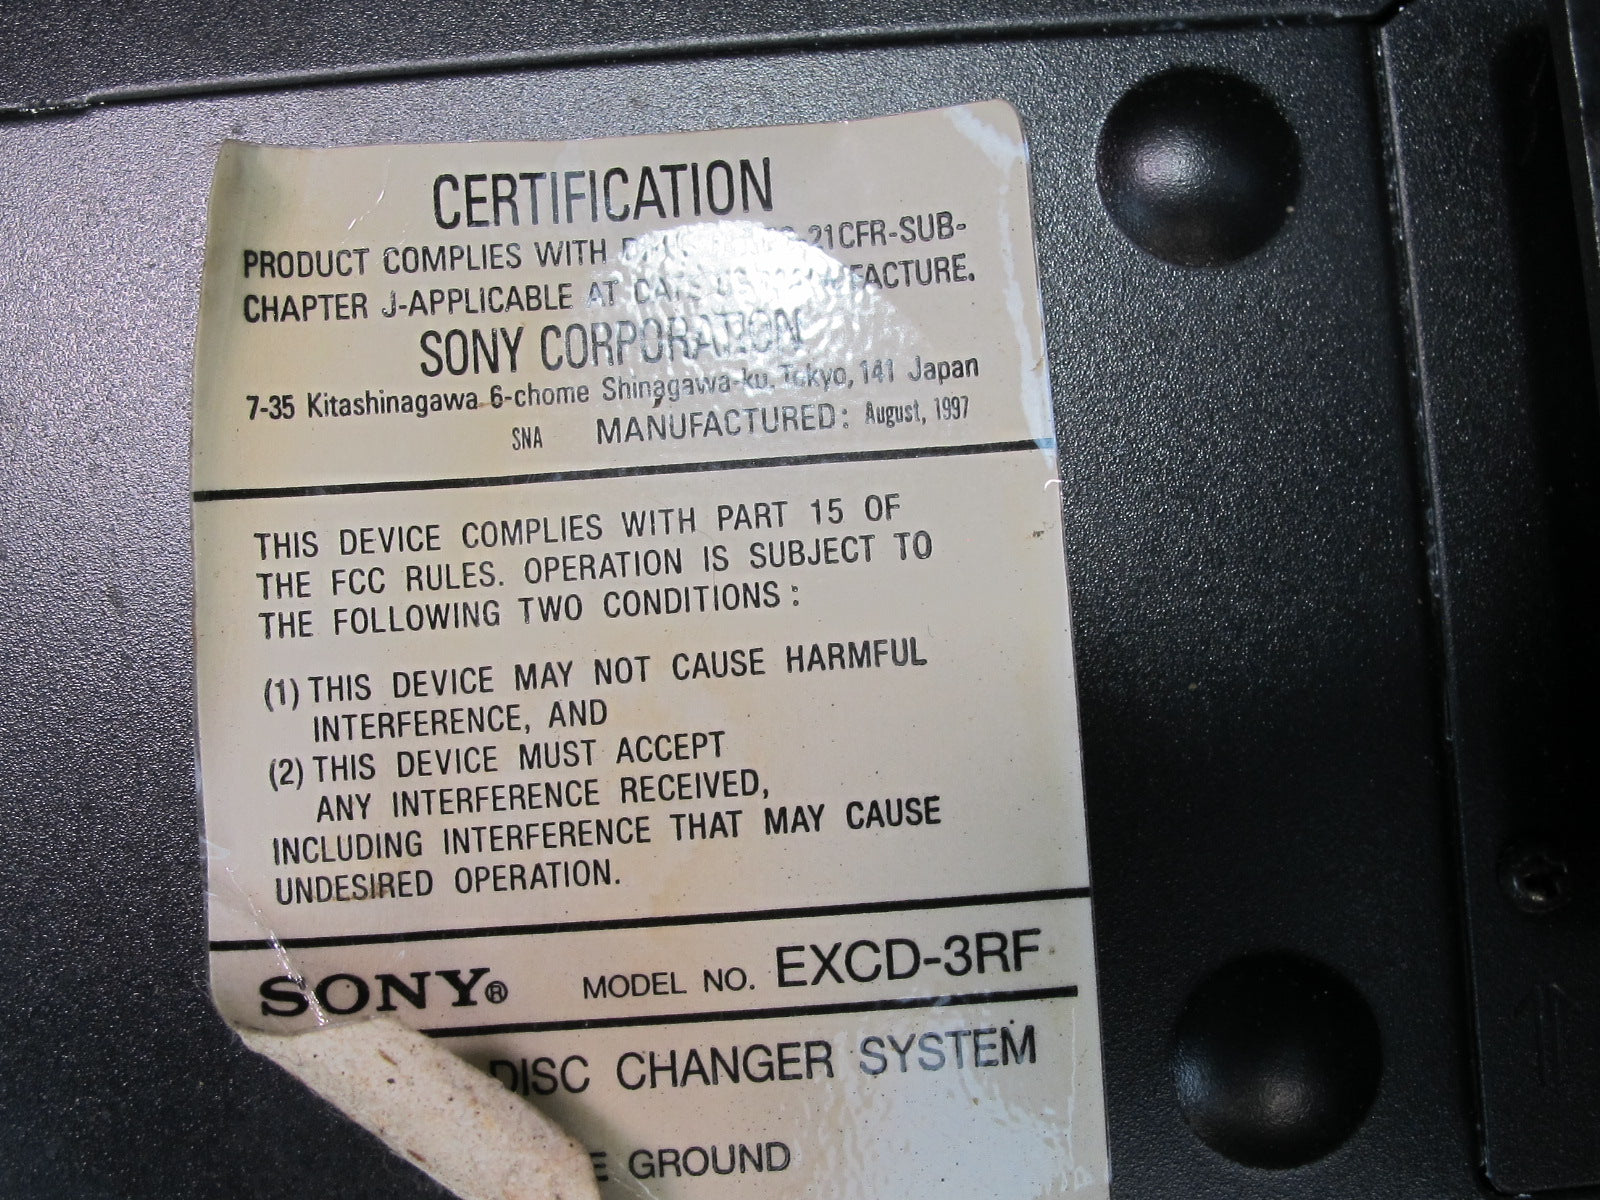 CERTIFICATION
PRODUCT COMPLIES WITH 21CFR-SUB-
CHAPTER J-APPLICABLE AT MANUFACTURE.
SONY CORPORATION
7-35 Kitashinagawa 6-chome Shinagawa-ku, Tokyo, 141 Japan
SNA MANUFACTURED: August, 1997
THIS DEVICE COMPLIES WITH PART 15 OF
THE FCC RULES. OPERATION IS SUBJECT TO
THE FOLLOWING TWO CONDITIONS:
(1) THIS DEVICE MAY NOT CAUSE HARMFUL
INTERFERENCE, AND
(2) THIS DEVICE MUST ACCEPT
ANY INTERFERENCE RECEIVED,
INCLUDING INTERFERENCE THAT MAY CAUSE
UNDESIRED OPERATION.
SONY® MODEL NO. EXCD-3RF
DISC CHANGER SYSTEM
GROUND